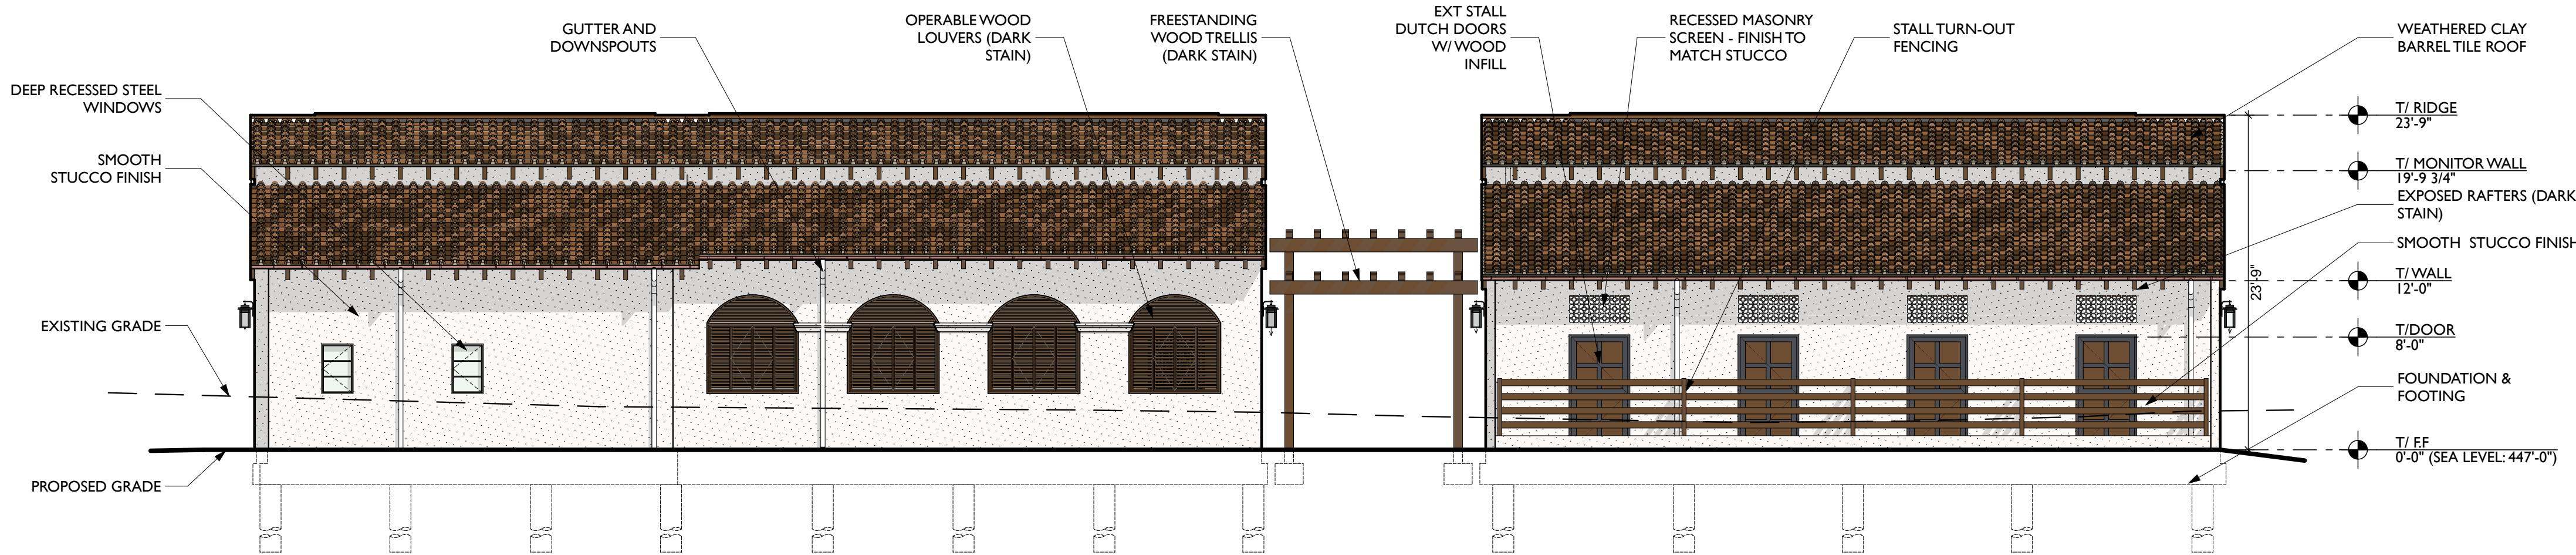 GUTTER AND
DOWNSPOUTS
OPERABLE WOOD
LOUVERS (DARK
STAIN)
FREESTANDING
WOOD TRELLIS
(DARK STAIN)
EXT STALL
DUTCH DOORS
W/ WOOD
INFILL
RECESSED MASONRY
SCREEN - FINISH TO
MATCH STUCCO
STALL TURN-OUT
FENCING
WEATHERED CLAY
BARREL TILE ROOF
DEEP RECESSED STEEL
WINDOWS
SMOOTH
STUCCO FINISH
EXISTING GRADE
PROPOSED GRADE
T/ RIDGE
23'-9"
T/ MONITOR WALL
19'-9 3/4"
EXPOSED RAFTERS (DARK
STAIN)
SMOOTH STUCCO FINISH
T/ WALL
12'-0"
23'-9"
T/DOOR
8'-0"
FOUNDATION &
FOOTING
T/ F.F
0'-0" (SEA LEVEL: 447'-0")